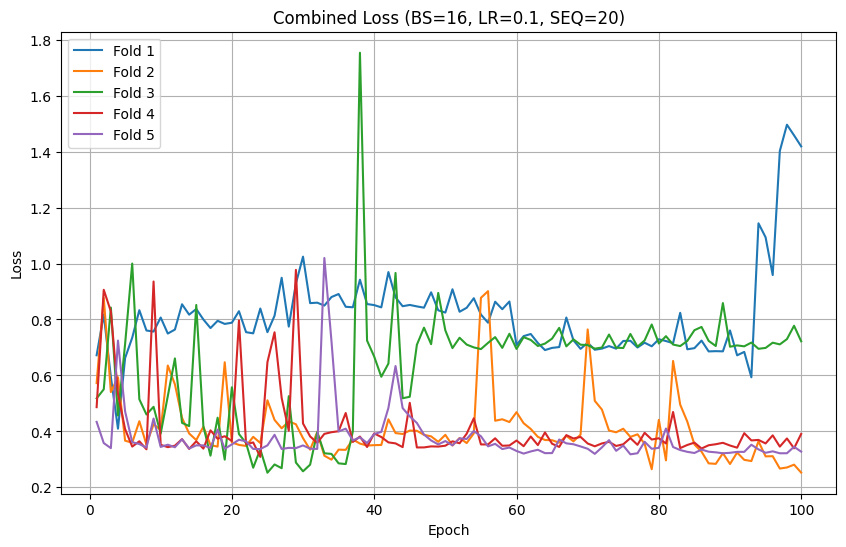 Combined Loss (BS=16, LR=0.1, SEQ=20)
Fold 1
Fold 2
Fold 3
Fold 4
Fold 5
1.8
1.6
1.4
1.2
1.0
0.8
0.6
0.4
0.2
Loss
0 20 40 60 80 100
Epoch